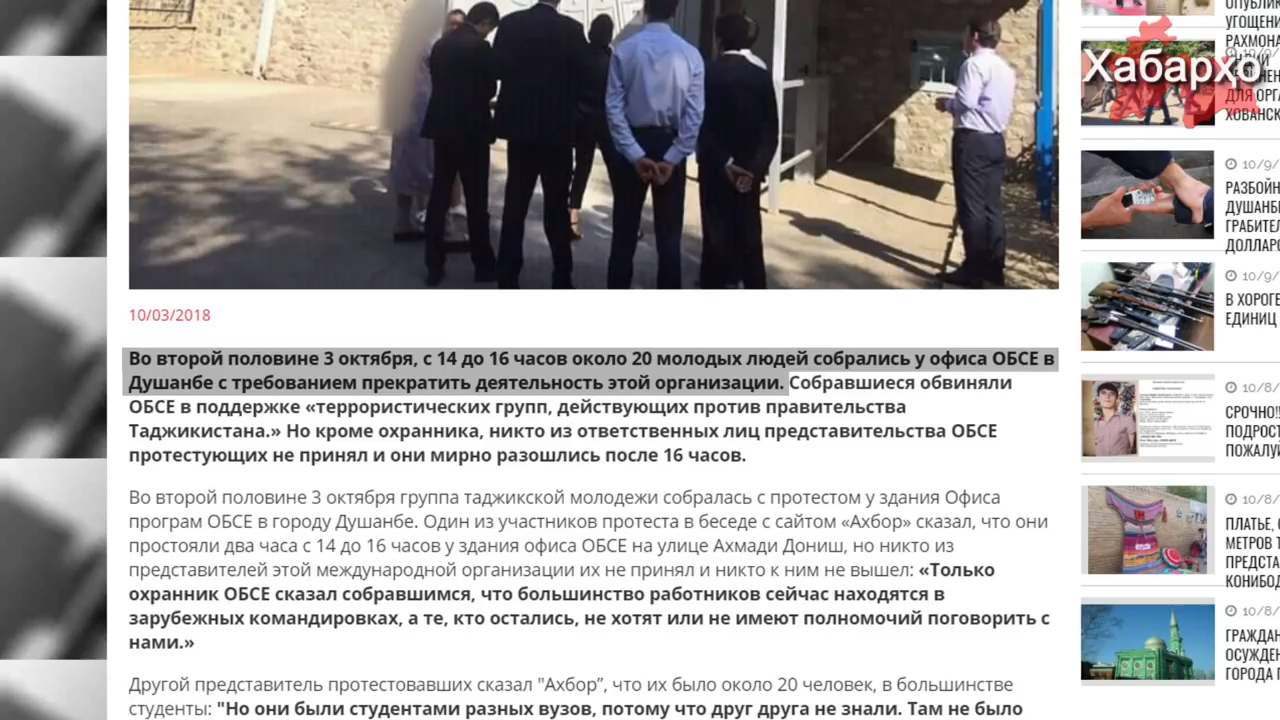 10/03/2018
Во второй половине 3 октября, с 14 до 16 часов около 20 молодых людей собрались у офиса ОБСЕ в
Душанбе с требованием прекратить деятельность этой организации. Собравшиеся обвиняли
ОБСЕ в поддержке «террористических групп, действующих против правительства
Таджикистана.» Но кроме охранника, никто из ответственных лиц представительства ОБСЕ
протестующих не принял и они мирно разошлись после 16 часов.
Во второй половине 3 октября группа таджикской молодежи собралась с протестом у здания Офиса
програм ОБСЕ в городу Душанбе. Один из участников протеста в беседе с сайтом «Ахбор» сказал, что они
простояли два часа с 14 до 16 часов у здания офиса ОБСЕ на улице Ахмади Дониш, но никто из
представителей этой международной организации их не принял и никто к ним не вышел: «Только
охранник ОБСЕ сказал собравшимся, что большинство работников сейчас находятся в
зарубежных командировках, а те, кто остались, не хотят или не имеют полномочий поговорить с
нами.»
Другой представитель протестовавших сказал "Ахбор", что их было около 20 человек, в большинстве
студенты: "Но они были студентами разных вузов, потому что друг друга не знали. Там не было
УГОЩЕНИ
РАХМОНА
Хабарҳо
ДЛЯ ОРГА
ХОВАНСК
10/9/
РАЗБОЙН
ДУШАНБЕ
ГРАБИТЕЛ
ДОЛЛАРО
10/9/
В ХОРОГЕ
ЕДИНИЦ
10/8/
СРОЧНО!!
ПОДРОСТ
ПОЖАЛУЙ
10/8/
ПЛАТЬЕ, С
МЕТРОВ Т
ПРЕДСТА
КОНИБОД
10/8/
ГРАЖДАН
ОСУЖДЕН
ГОРОДА Г